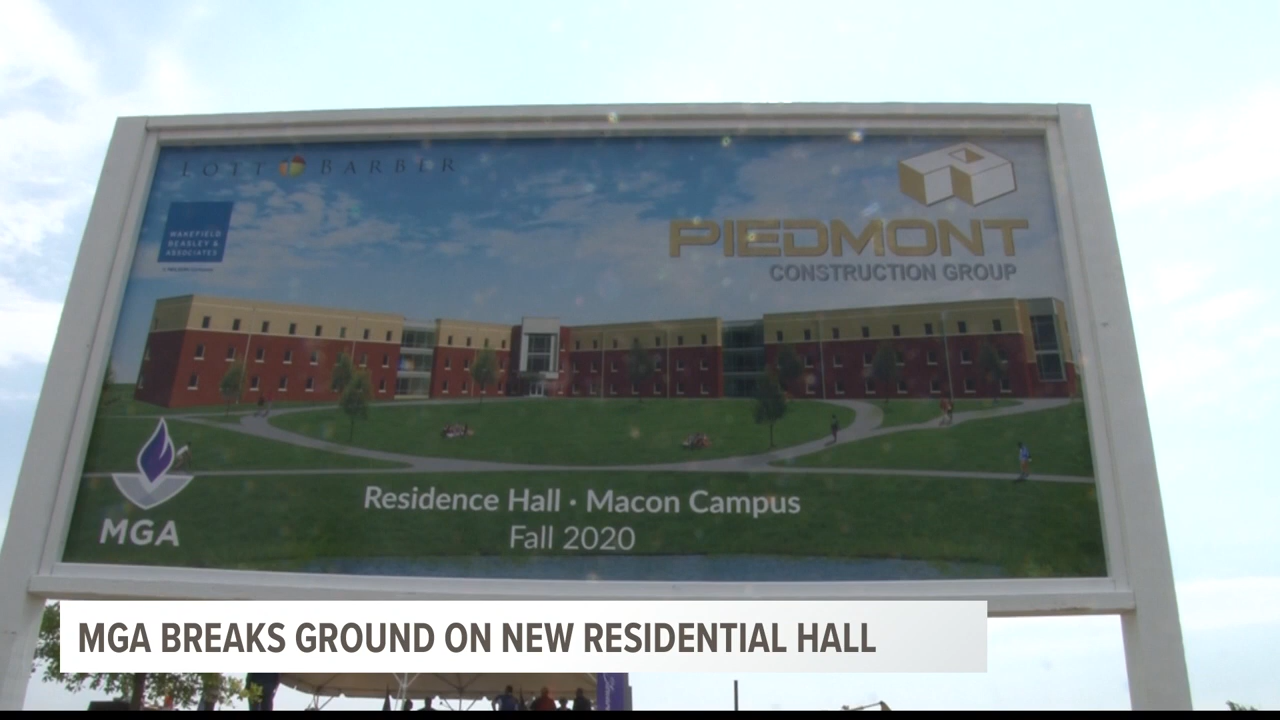 LOTT BARBER
WAKEFIELD
BEASLEY &
ASSOCIATES
PIEDMONT
CONSTRUCTION GROUP
MGA
Residence Hall · Macon Campus
Fall 2020
MGA BREAKS GROUND ON NEW RESIDENTIAL HALL